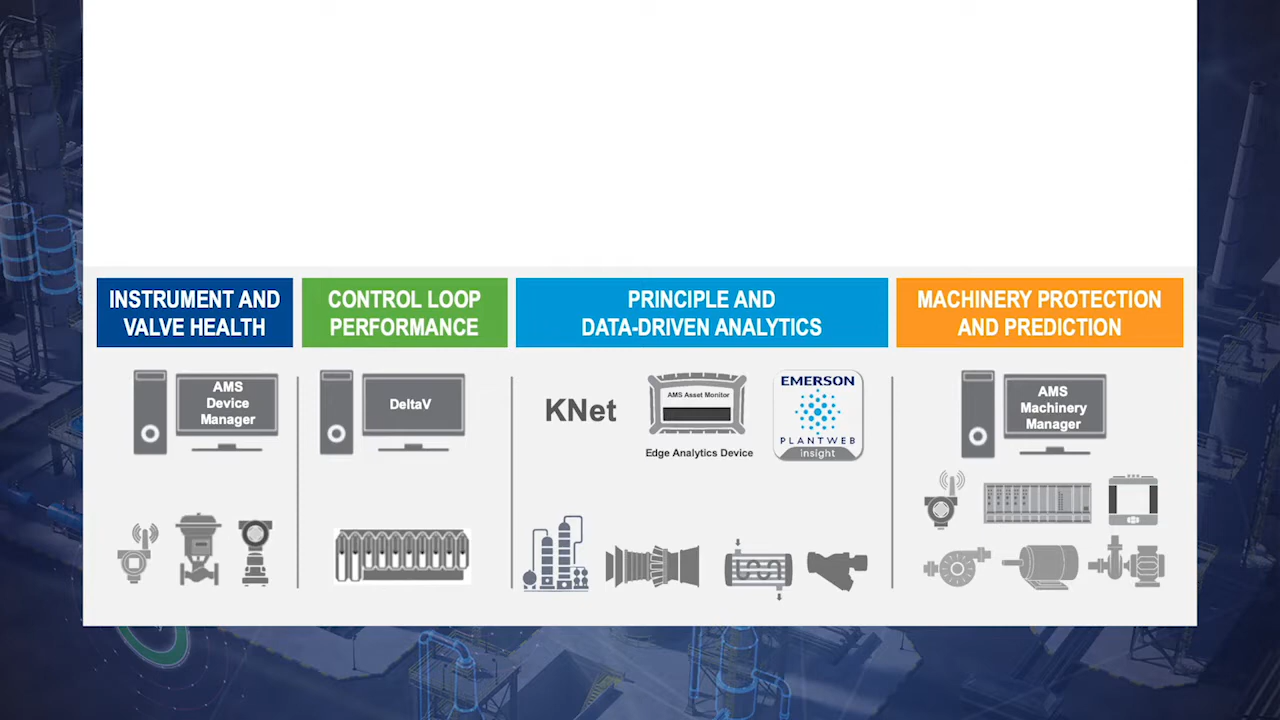 INSTRUMENT AND
VALVE HEALTH
CONTROL LOOP
PERFORMANCE
PRINCIPLE AND
DATA-DRIVEN ANALYTICS
MACHINERY PROTECTION
AND PREDICTION
AMS
Device
Manager
DeltaV
KNet
AMS Asset Monitor
Edge Analytics Device
EMERSON
PLANTWEB
insight
AMS
Machinery
Manager